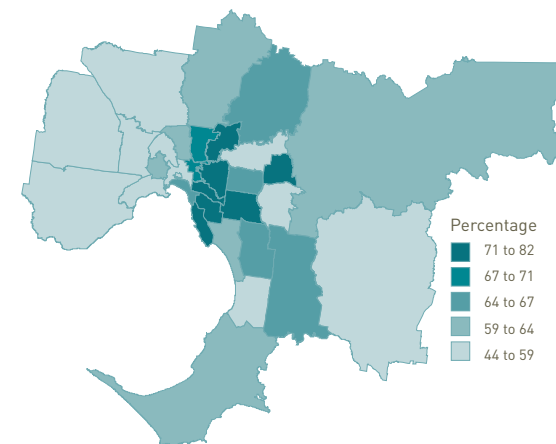 Percentage
71 to 82
67 to 71
64 to 67
59 to 64
44 to 59